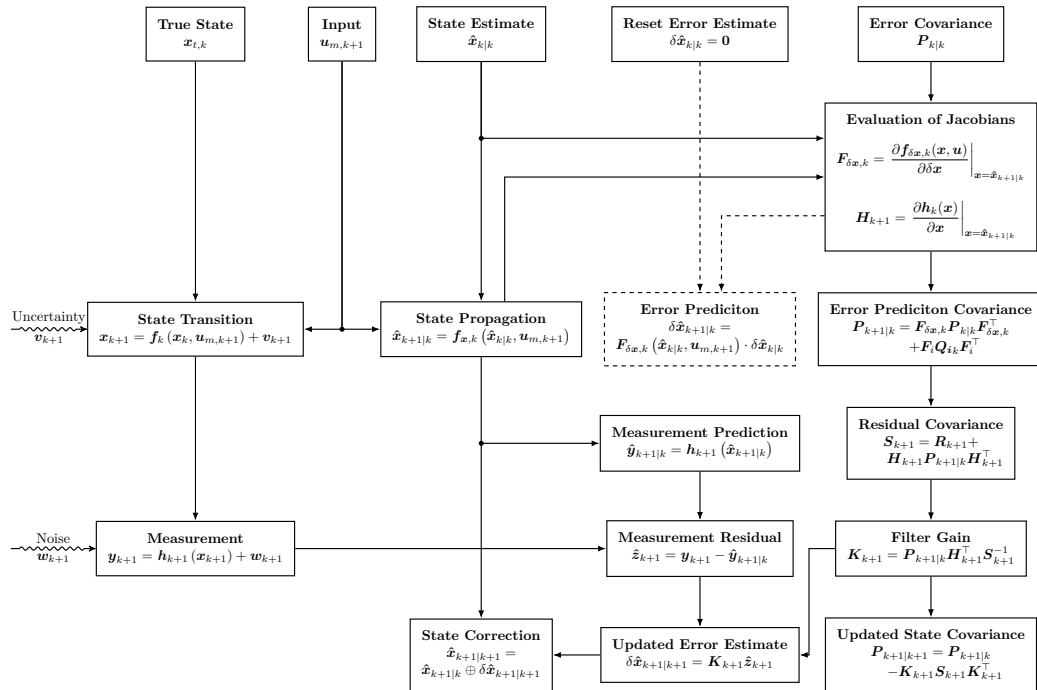 True State
x_{t,k}
Input
u_{m,k+1}
State Estimate
x̂_{k|k}
Reset Error Estimate
δx̂_{k|k} = 0
Error Covariance
P_{k|k}
Evaluation of Jacobians
F_{δx,k} = ∂f_{δx,k}(x, u) / ∂δx |_{x=x̂_{k+1|k}}
H_{k+1} = ∂h_k(x) / ∂x |_{x=x̂_{k+1|k}}
Uncertainty
v_{k+1}
State Transition
x_{k+1} = f_k (x_k, u_{m,k+1}) + v_{k+1}
State Propagation
x̂_{k+1|k} = f_{x,k} (x̂_{k|k}, u_{m,k+1})
Error Prediciton
δx̂_{k+1|k} =
F_{δx,k} (x̂_{k|k}, u_{m,k+1}) · δx̂_{k|k}
Error Prediciton Covariance
P_{k+1|k} = F_{δx,k} P_{k|k} F_{δx,k}^⊤
+F_i Q_{ik} F_i^⊤
Measurement Prediction
ŷ_{k+1|k} = h_{k+1} (x̂_{k+1|k})
Residual Covariance
S_{k+1} = R_{k+1}+
H_{k+1} P_{k+1|k} H_{k+1}^⊤
Noise
w_{k+1}
Measurement
y_{k+1} = h_{k+1} (x_{k+1}) + w_{k+1}
Measurement Residual
ẑ_{k+1} = y_{k+1} − ŷ_{k+1|k}
Filter Gain
K_{k+1} = P_{k+1|k} H_{k+1}^⊤ S_{k+1}^{−1}
State Correction
x̂_{k+1|k+1} =
x̂_{k+1|k} ⊕ δx̂_{k+1|k+1}
Updated Error Estimate
δx̂_{k+1|k+1} = K_{k+1} ẑ_{k+1}
Updated State Covariance
P_{k+1|k+1} = P_{k+1|k}
−K_{k+1} S_{k+1} K_{k+1}^⊤